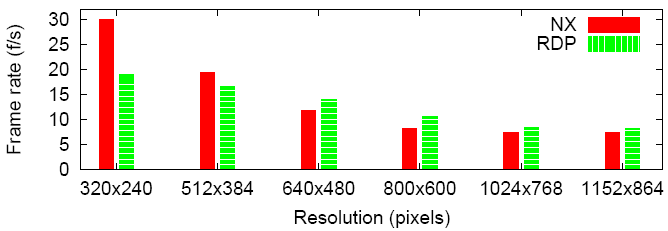 Frame rate (f/s)
30
25
20
15
10
5
0
NX
RDP
320x240 512x384 640x480 800x600 1024x768 1152x864
Resolution (pixels)